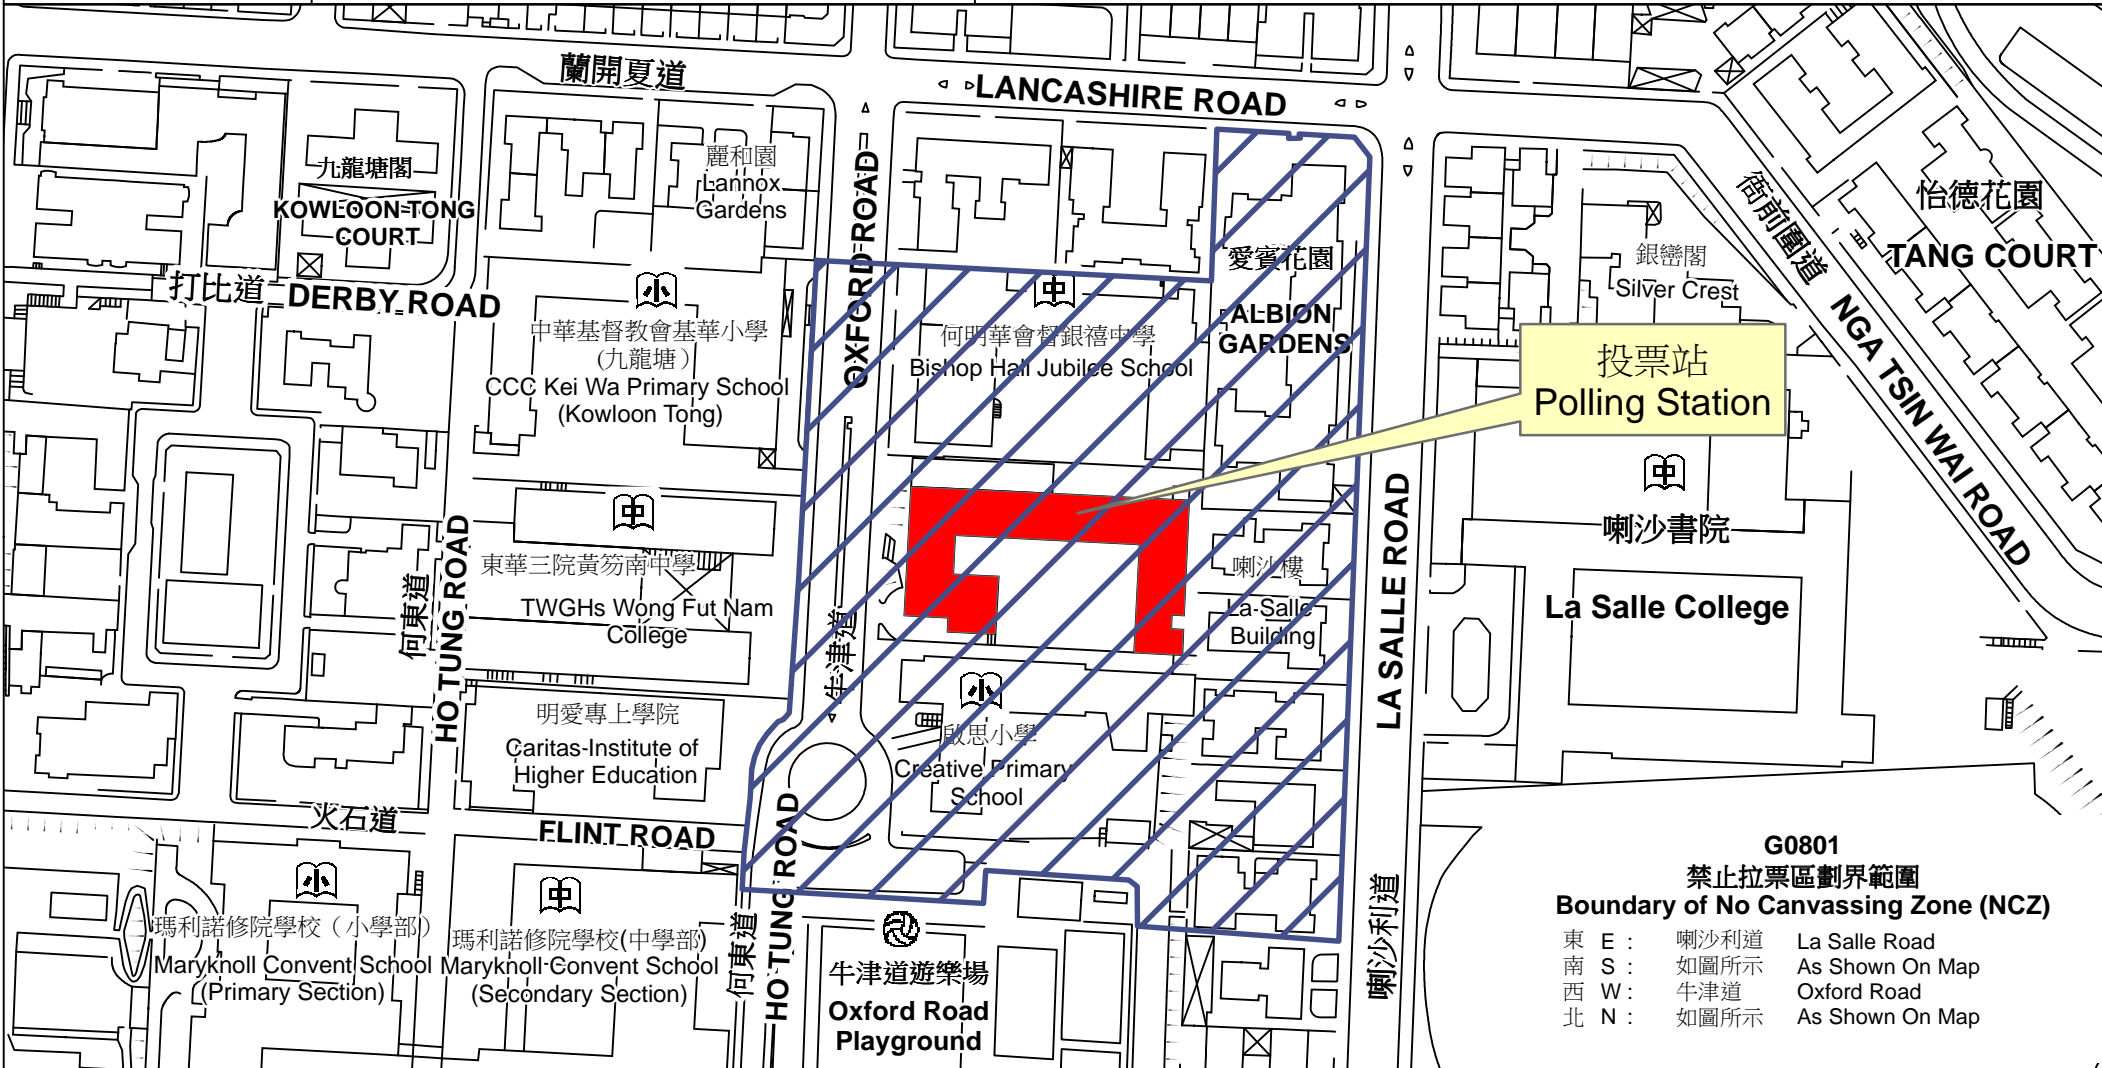 蘭開夏道
LANCASHIRE ROAD
麗和園
Lannox
Gardens
九龍塘閣
KOWLOON TONG
COURT
OXFORD ROAD
愛賓花園
ALBION
GARDENS
銀巒閣
Silver Crest
衙前圍道
NGA TSIN WAI ROAD
怡德花園
TANG COURT
打比道
DERBY ROAD
小
中華基督教會基華小學
(九龍塘）
CCC Kei Wa Primary School
(Kowloon Tong)
中
何明華會督銀禧中學
Bishop Hall Jubilee School
投票站
Polling Station
中
喇沙書院
La Salle College
中
東華三院黃笏南中學
TWGHs Wong Fut Nam
College
何東道
HO TUNG ROAD
牛津道
喇沙樓
La Salle
Building
LA SALLE ROAD
明愛專上學院
Caritas Institute of
Higher Education
小
啟思小學
Creative Primary
School
火石道
FLINT ROAD
小
瑪利諾修院學校（小學部）
Maryknoll Convent School
(Primary Section)
中
瑪利諾修院學校(中學部)
Maryknoll Convent School
(Secondary Section)
何東道
HO TUNG ROAD
牛津道遊樂場
Oxford Road
Playground
喇沙利道
G0801
禁止拉票區劃界範圍
Boundary of No Canvassing Zone (NCZ)
東 E : 喇沙利道 La Salle Road
南 S : 如圖所示 As Shown On Map
西 W : 牛津道 Oxford Road
北 N : 如圖所示 As Shown On Map